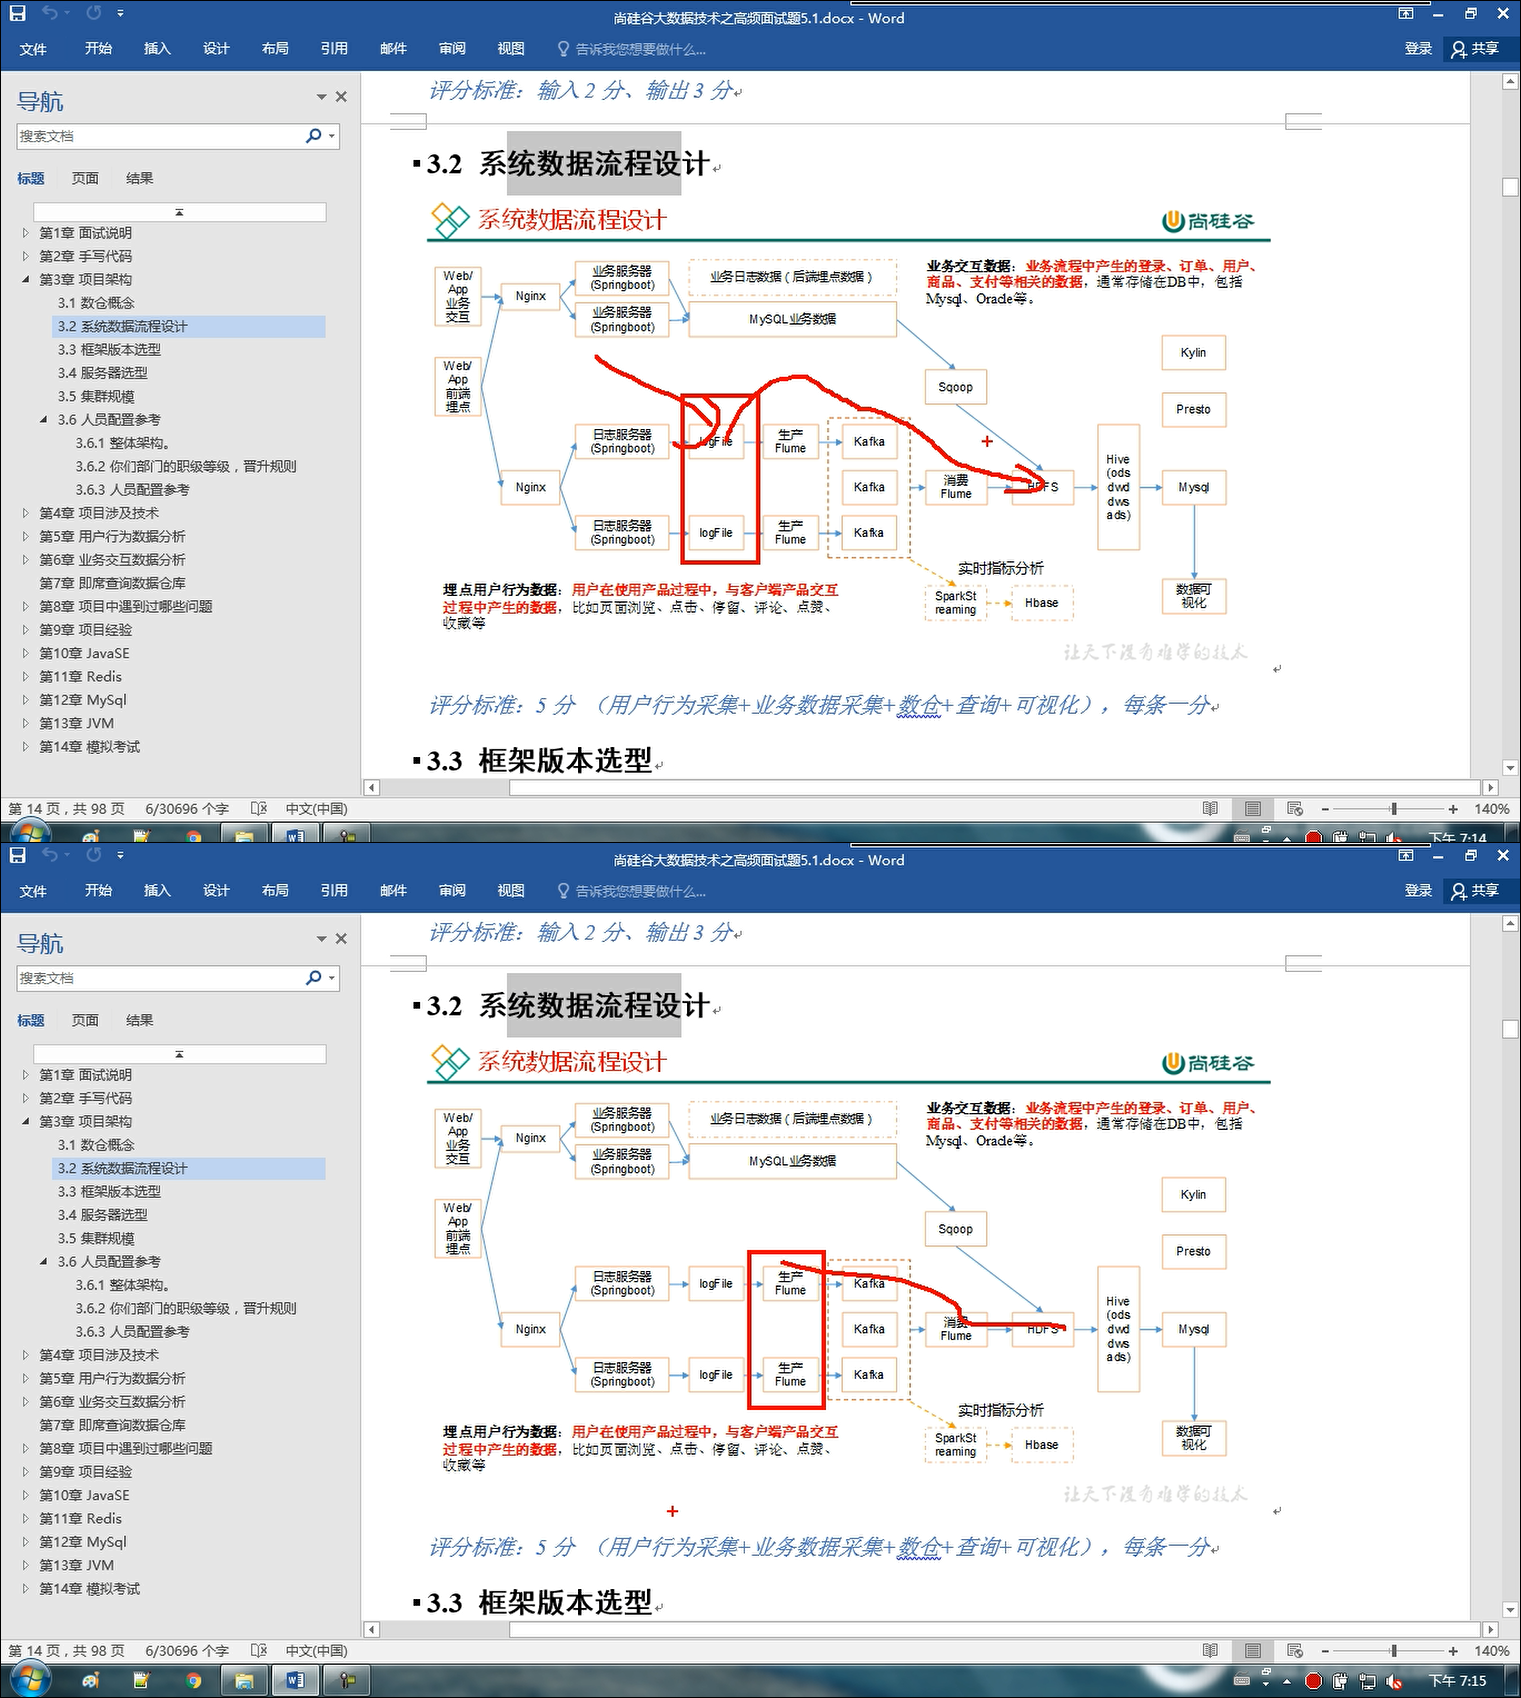 尚硅谷大数据技术之高频面试题5.1.docx - Word
文件 开始 插入 设计 布局 引用 邮件 审阅 视图 告诉我您想要做什么... 登录 共享
导航
搜索文档
标题 页面 结果
第1章 面试说明
第2章 手写代码
第3章 项目架构
3.1 数仓概念
3.2 系统数据流程设计
3.3 框架版本选型
3.4 服务器选型
3.5 集群规模
3.6 人员配置参考
3.6.1 整体架构。
3.6.2 你们部门的职级等级，晋升规则
3.6.3 人员配置参考
第4章 项目涉及技术
第5章 用户行为数据分析
第6章 业务交互数据分析
第7章 即席查询数据仓库
第8章 项目中遇到过哪些问题
第9章 项目经验
第10章 JavaSE
第11章 Redis
第12章 MySql
第13章 JVM
第14章 模拟考试
评分标准：输入 2 分、输出 3 分
3.2 系统数据流程设计
系统数据流程设计
尚硅谷
Web/
App
业务
交互
Nginx
业务服务器
(Springboot)
业务服务器
(Springboot)
业务日志数据（后端埋点数据）
MySQL业务数据
业务交互数据：业务流程中产生的登录、订单、用户、
商品、支付等相关的数据，通常存储在DB中，包括
Mysql、Oracle等。
Web/
App
前端
埋点
Sqoop
Kylin
Presto
日志服务器
(Springboot)
logFile
生产
Flume
Kafka
Nginx
Kafka
消费
Flume
HDFS
Hive
(ods
dwd
dws
ads)
Mysql
日志服务器
(Springboot)
logFile
生产
Flume
Kafka
实时指标分析
SparkSt
reaming
Hbase
数据可
视化
埋点用户行为数据：用户在使用产品过程中，与客户端产品交互
过程中产生的数据，比如页面浏览、点击、停留、评论、点赞、
收藏等
让天下没有难学的技术
评分标准：5 分 （用户行为采集+业务数据采集+数仓+查询+可视化），每条一分
3.3 框架版本选型
第 14 页，共 98 页 6/30696 个字 中文(中国) 140%
下午 7:14
尚硅谷大数据技术之高频面试题5.1.docx - Word
文件 开始 插入 设计 布局 引用 邮件 审阅 视图 告诉我您想要做什么... 登录 共享
导航
搜索文档
标题 页面 结果
第1章 面试说明
第2章 手写代码
第3章 项目架构
3.1 数仓概念
3.2 系统数据流程设计
3.3 框架版本选型
3.4 服务器选型
3.5 集群规模
3.6 人员配置参考
3.6.1 整体架构。
3.6.2 你们部门的职级等级，晋升规则
3.6.3 人员配置参考
第4章 项目涉及技术
第5章 用户行为数据分析
第6章 业务交互数据分析
第7章 即席查询数据仓库
第8章 项目中遇到过哪些问题
第9章 项目经验
第10章 JavaSE
第11章 Redis
第12章 MySql
第13章 JVM
第14章 模拟考试
评分标准：输入 2 分、输出 3 分
3.2 系统数据流程设计
系统数据流程设计
尚硅谷
Web/
App
业务
交互
Nginx
业务服务器
(Springboot)
业务服务器
(Springboot)
业务日志数据（后端埋点数据）
MySQL业务数据
业务交互数据：业务流程中产生的登录、订单、用户、
商品、支付等相关的数据，通常存储在DB中，包括
Mysql、Oracle等。
Web/
App
前端
埋点
Sqoop
Kylin
Presto
日志服务器
(Springboot)
logFile
生产
Flume
Kafka
Nginx
Kafka
消费
Flume
HDFS
Hive
(ods
dwd
dws
ads)
Mysql
日志服务器
(Springboot)
logFile
生产
Flume
Kafka
实时指标分析
SparkSt
reaming
Hbase
数据可
视化
埋点用户行为数据：用户在使用产品过程中，与客户端产品交互
过程中产生的数据，比如页面浏览、点击、停留、评论、点赞、
收藏等
让天下没有难学的技术
评分标准：5 分 （用户行为采集+业务数据采集+数仓+查询+可视化），每条一分
3.3 框架版本选型
第 14 页，共 98 页 6/30696 个字 中文(中国) 140%
下午 7:15